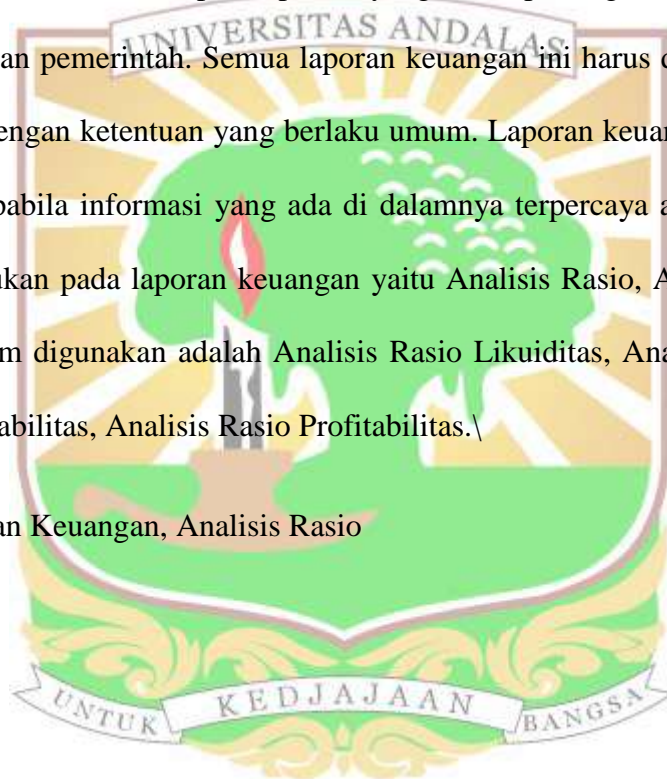 UNIVERSITAS ANDALAS
an pemerintah. Semua laporan keuangan ini harus
engan ketentuan yang berlaku umum. Laporan keuan
abila informasi yang ada di dalamnya terpercaya a
ukan pada laporan keuangan yaitu Analisis Rasio, A
m digunakan adalah Analisis Rasio Likuiditas, Ana
abilitas, Analisis Rasio Profitabilitas.\
an Keuangan, Analisis Rasio
UNTUK KEDJAJAAN BANGSA